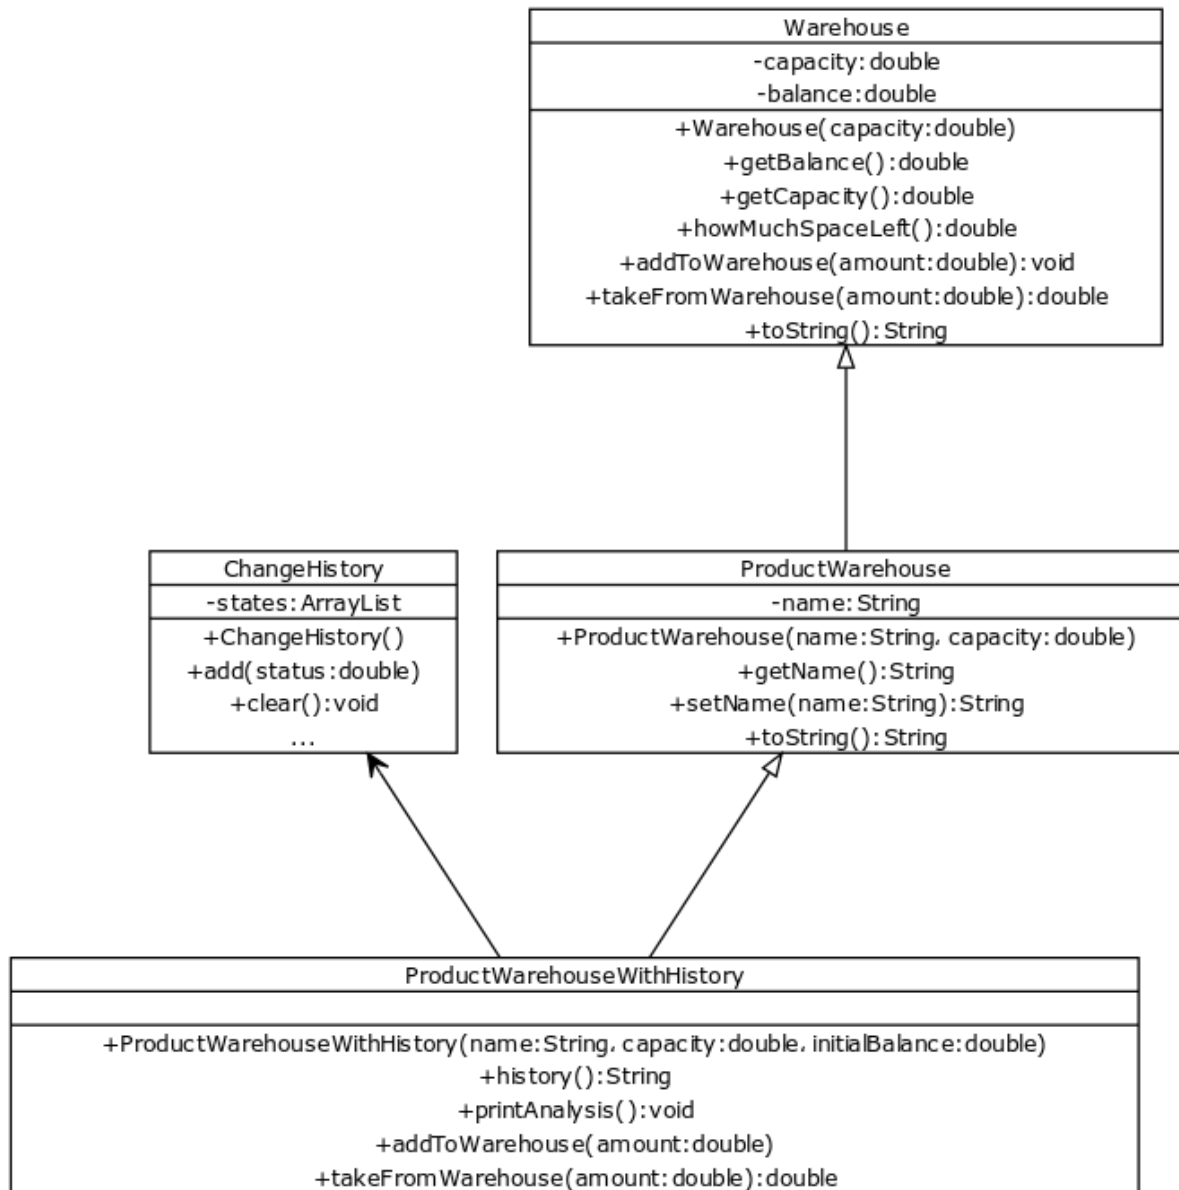 Warehouse
-capacity:double
-balance:double
+Warehouse(capacity:double)
+getBalance():double
+getCapacity():double
+howMuchSpaceLeft():double
+addToWarehouse(amount:double):void
+takeFromWarehouse(amount:double):double
+toString():String
ChangeHistory
-states:ArrayList
+ChangeHistory()
+add(status:double)
+clear():void
...
ProductWarehouse
-name:String
+ProductWarehouse(name:String, capacity:double)
+getName():String
+setName(name:String):String
+toString():String
ProductWarehouseWithHistory
+ProductWarehouseWithHistory(name:String, capacity:double, initialBalance:double)
+history():String
+printAnalysis():void
+addToWarehouse(amount:double)
+takeFromWarehouse(amount:double):double